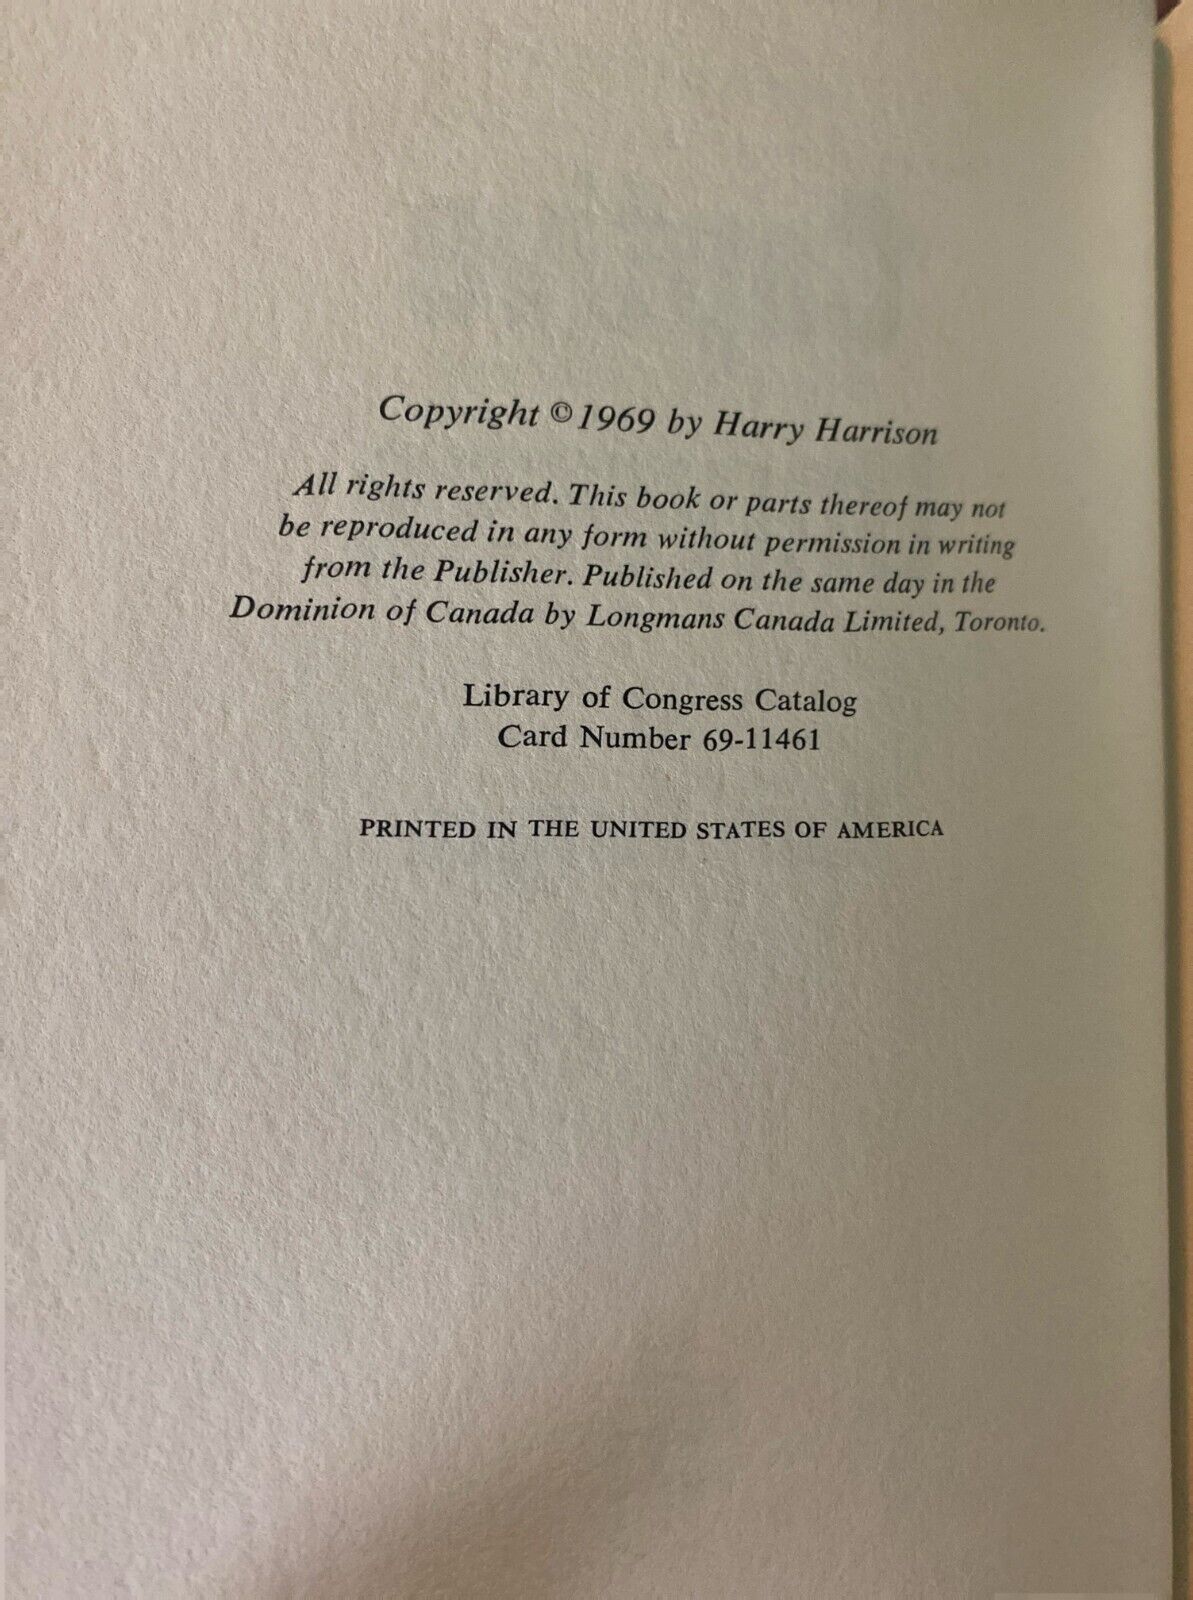 Copyright © 1969 by Harry Harrison
All rights reserved. This book or parts thereof may not
be reproduced in any form without permission in writing
from the Publisher. Published on the same day in the
Dominion of Canada by Longmans Canada Limited, Toronto.
Library of Congress Catalog
Card Number 69-11461
PRINTED IN THE UNITED STATES OF AMERICA